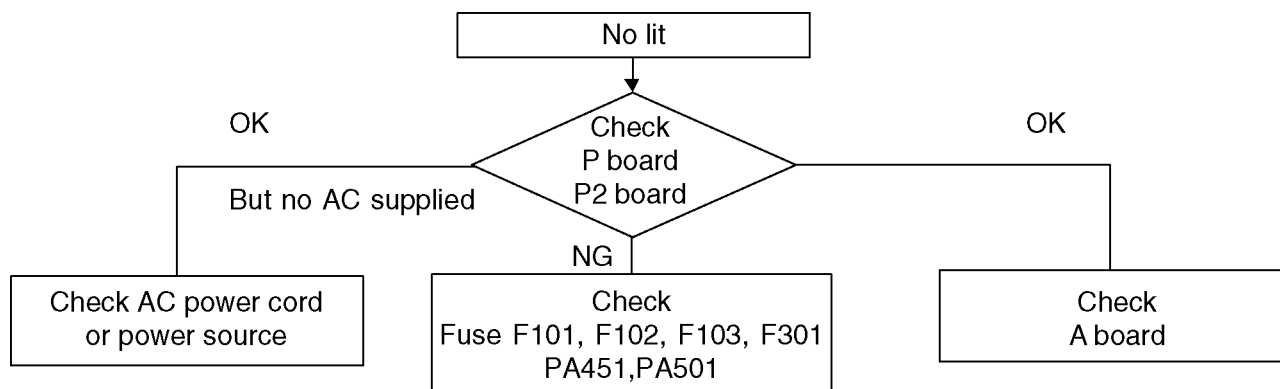 No lit
OK
OK
Check
P board
P2 board
But no AC supplied
NG
Check AC power cord
or power source
Check
Fuse F101, F102, F103, F301
PA451,PA501
Check
A board